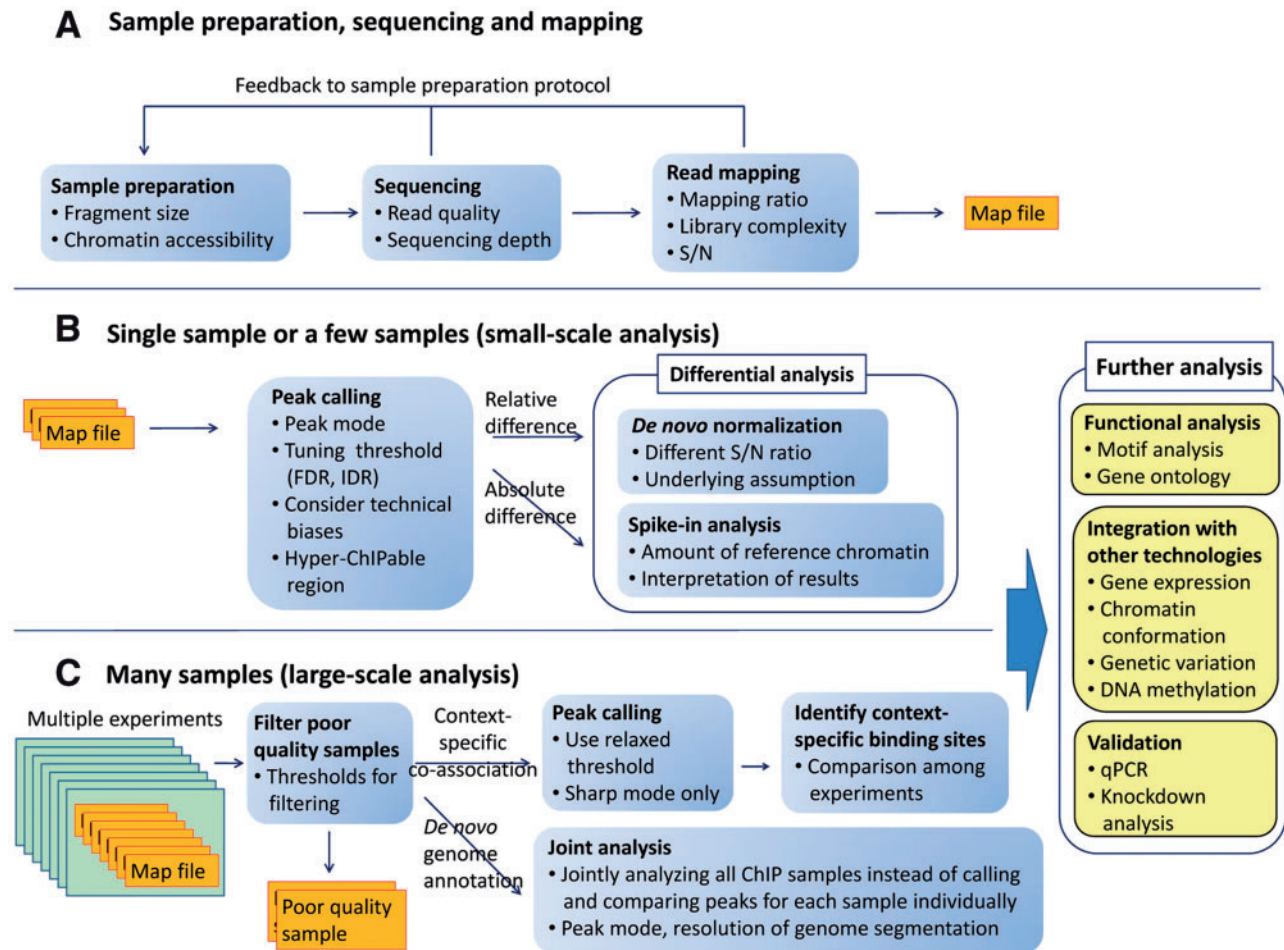 A Sample preparation, sequencing and mapping
Feedback to sample preparation protocol
Sample preparation
• Fragment size
• Chromatin accessibility
Sequencing
• Read quality
• Sequencing depth
Read mapping
• Mapping ratio
• Library complexity
• S/N
Map file
B Single sample or a few samples (small-scale analysis)
Map file
Peak calling
• Peak mode
• Tuning threshold
(FDR, IDR)
• Consider technical
biases
• Hyper-ChIPable
region
Relative
difference
Absolute
difference
Differential analysis
De novo normalization
• Different S/N ratio
• Underlying assumption
Spike-in analysis
• Amount of reference chromatin
• Interpretation of results
C Many samples (large-scale analysis)
Multiple experiments
Map file
Filter poor
quality samples
• Thresholds for
filtering
Poor quality
sample
Context-
specific
co-association
De novo
genome
annotation
Peak calling
• Use relaxed
threshold
• Sharp mode only
Identify context-
specific binding sites
• Comparison among
experiments
Joint analysis
• Jointly analyzing all ChIP samples instead of calling
and comparing peaks for each sample individually
• Peak mode, resolution of genome segmentation
Further analysis
Functional analysis
• Motif analysis
• Gene ontology
Integration with
other technologies
• Gene expression
• Chromatin
conformation
• Genetic variation
• DNA methylation
Validation
• qPCR
• Knockdown
analysis